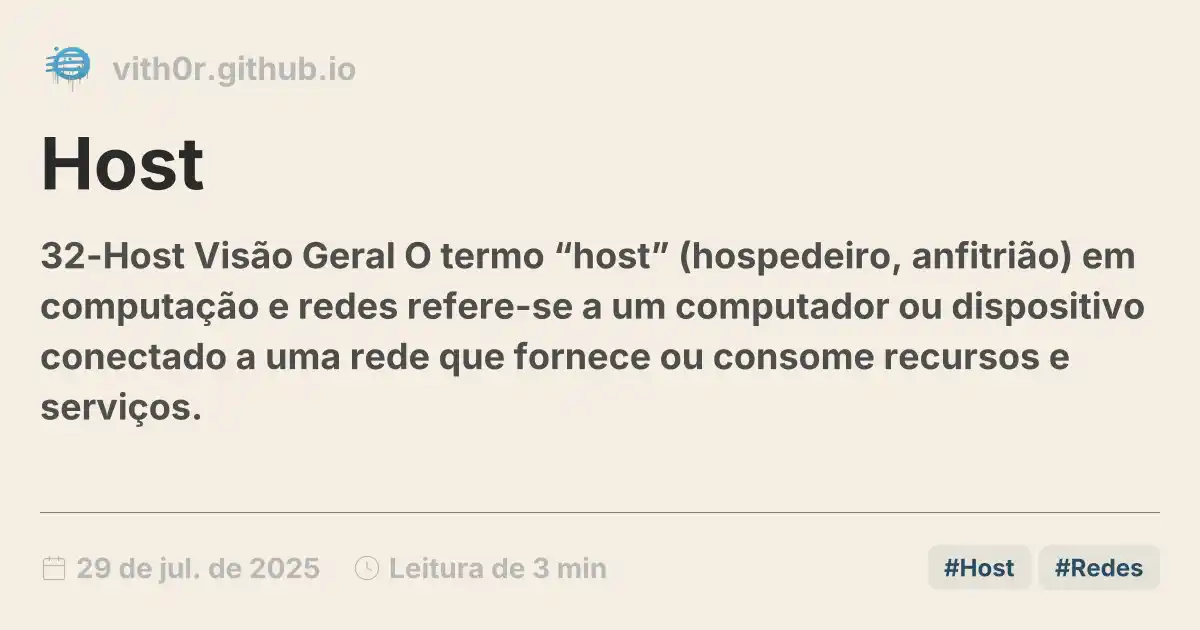 vith0r.github.io
Host
32-Host Visão Geral O termo “host” (hospedeiro, anfitrião) em
computação e redes refere-se a um computador ou dispositivo
conectado a uma rede que fornece ou consome recursos e
serviços.
29 de jul. de 2025 Leitura de 3 min #Host #Redes